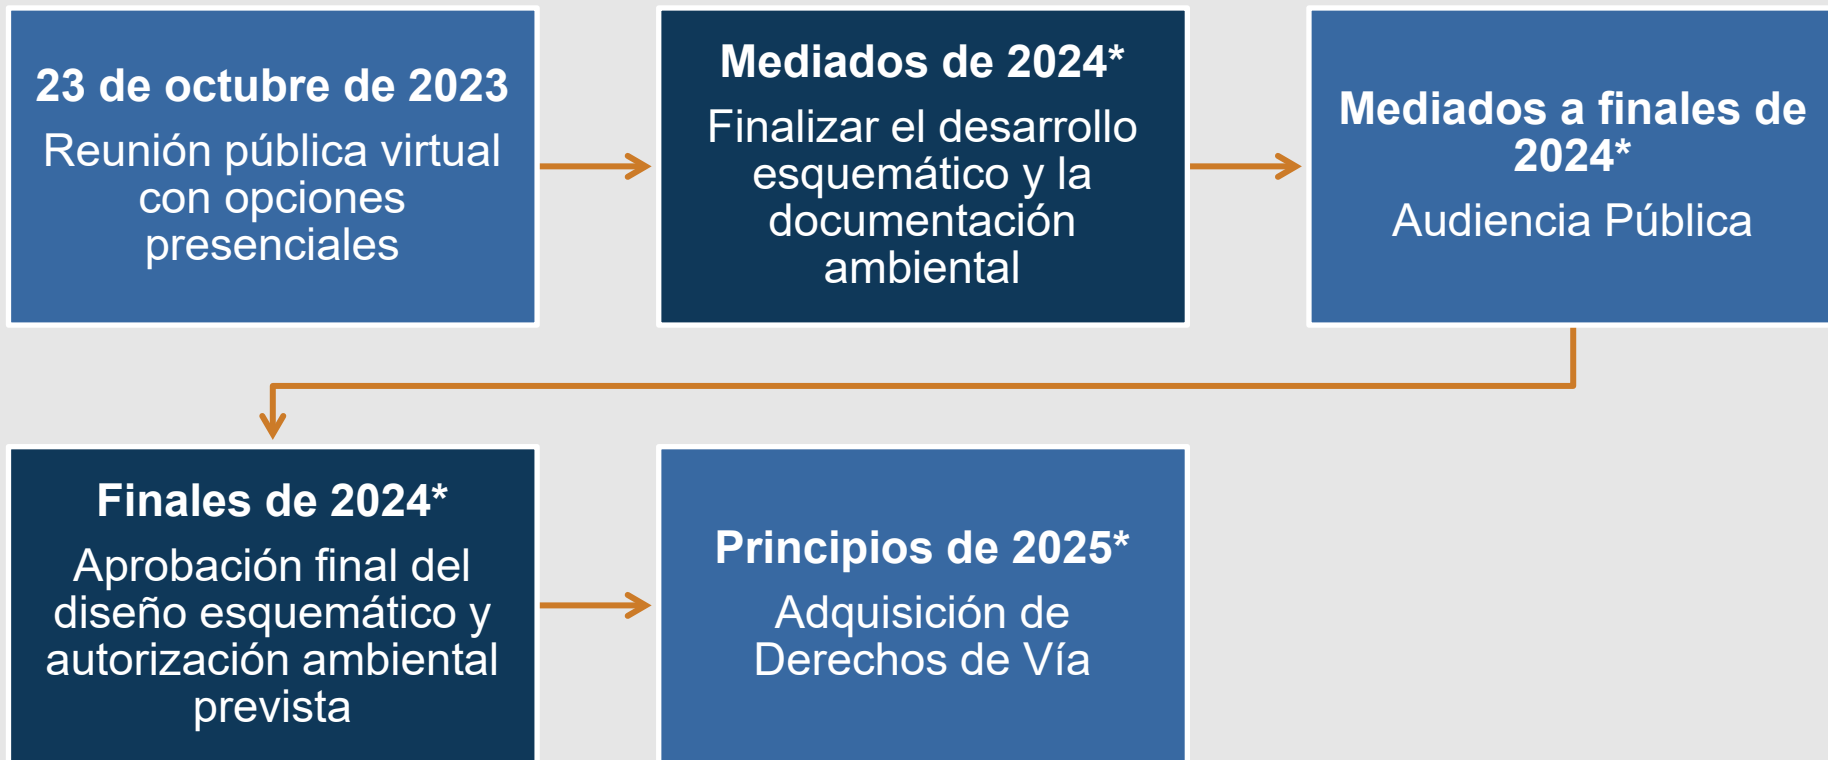 23 de octubre de 2023
Reunión pública virtual
con opciones
presenciales
Mediados de 2024*
Finalizar el desarrollo
esquemático y la
documentación
ambiental
Mediados a finales de
2024*
Audiencia Pública
Finales de 2024*
Aprobación final del
diseño esquemático y
autorización ambiental
prevista
Principios de 2025*
Adquisición de
Derechos de Vía